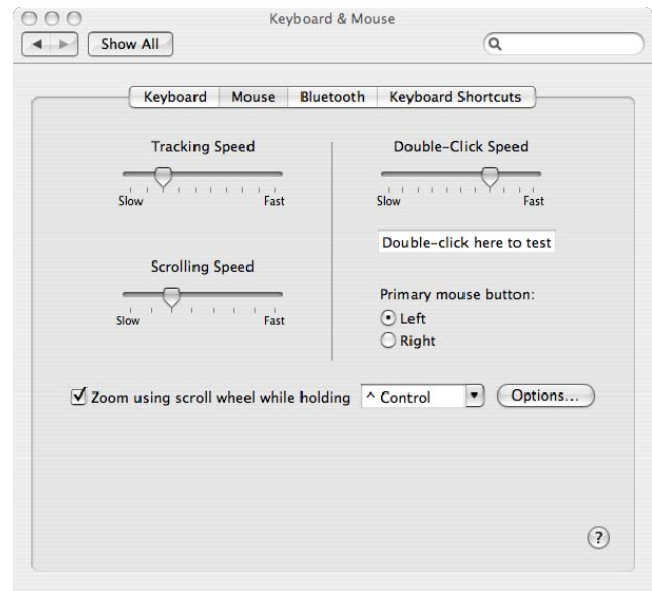 Keyboard & Mouse
Show All
Keyboard Mouse Bluetooth Keyboard Shortcuts
Tracking Speed
Slow Fast
Double-Click Speed
Slow Fast
Double-click here to test
Scrolling Speed
Slow Fast
Primary mouse button:
Left
Right
Zoom using scroll wheel while holding ^ Control Options...
?